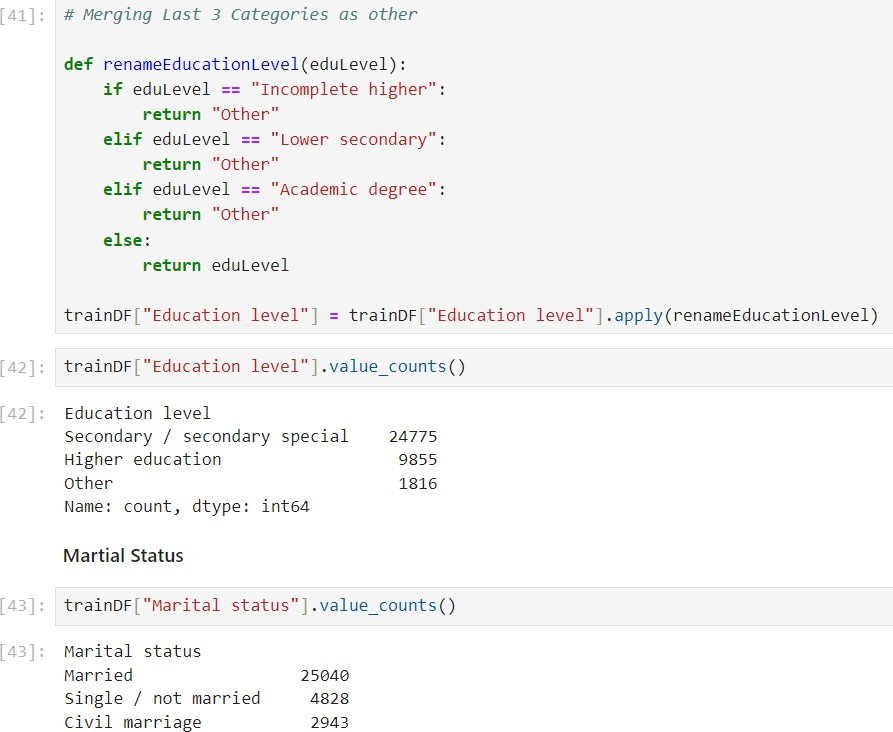 [41]: # Merging Last 3 Categories as other
def renameEducationLevel(eduLevel):
    if eduLevel == "Incomplete higher":
        return "Other"
    elif eduLevel == "Lower secondary":
        return "Other"
    elif eduLevel == "Academic degree":
        return "Other"
    else:
        return eduLevel
trainDF["Education level"] = trainDF["Education level"].apply(renameEducationLevel)
[42]: trainDF["Education level"].value_counts()
[42]: Education level
Secondary / secondary special    24775
Higher education                  9855
Other                             1816
Name: count, dtype: int64
Martial Status
[43]: trainDF["Marital status"].value_counts()
[43]: Marital status
Married                 25040
Single / not married     4828
Civil marriage           2943